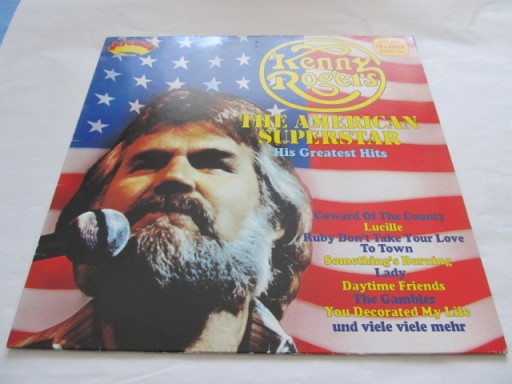 Kenny
Rogers
THE AMERICAN
SUPERSTAR
His Greatest Hits
Coward Of The County
Lucille
Ruby Don't Take Your Love
To Town
Something's Burning
Lady
Daytime Friends
The Gambler
You Decorated My Life
und viele viele mehr